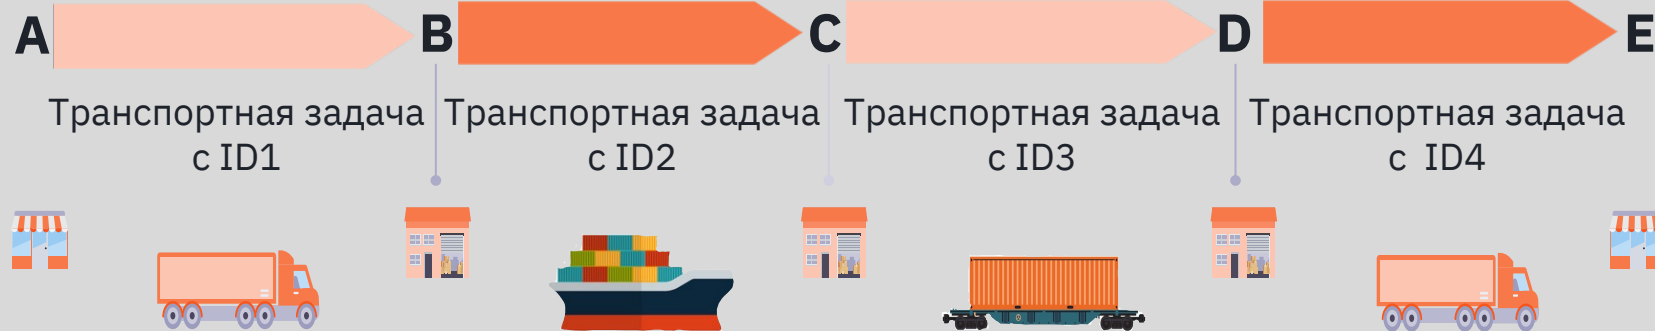 A B C D E
Транспортная задача Транспортная задача Транспортная задача Транспортная задача
с ID1 с ID2 с ID3 с ID4